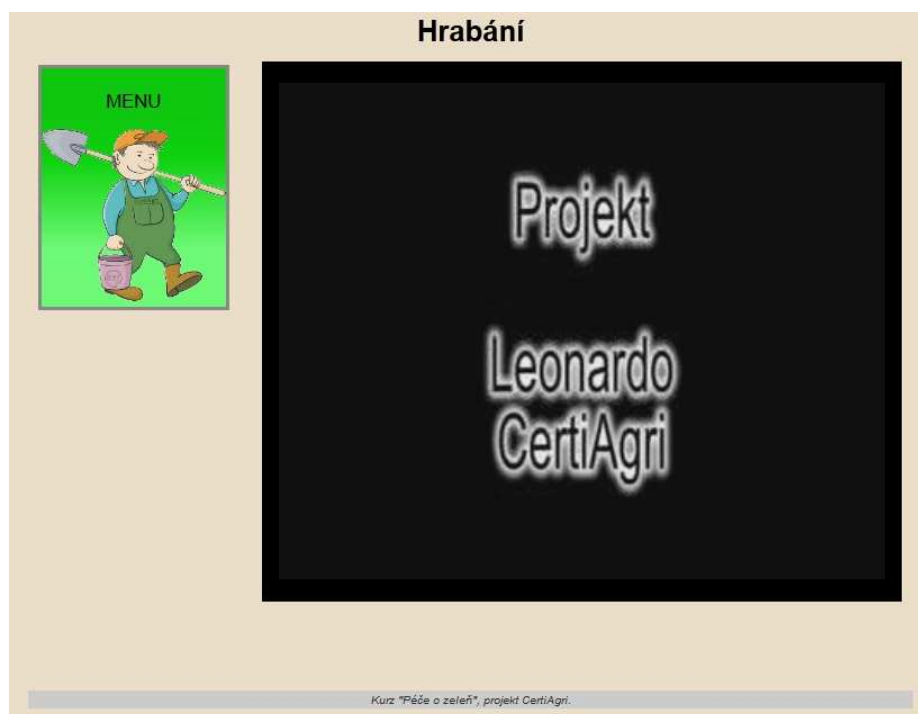 Hrabání
MENU
Projekt
Leonardo
CertiAgri
Kurz "Péče o zeleň", projekt CertiAgri.